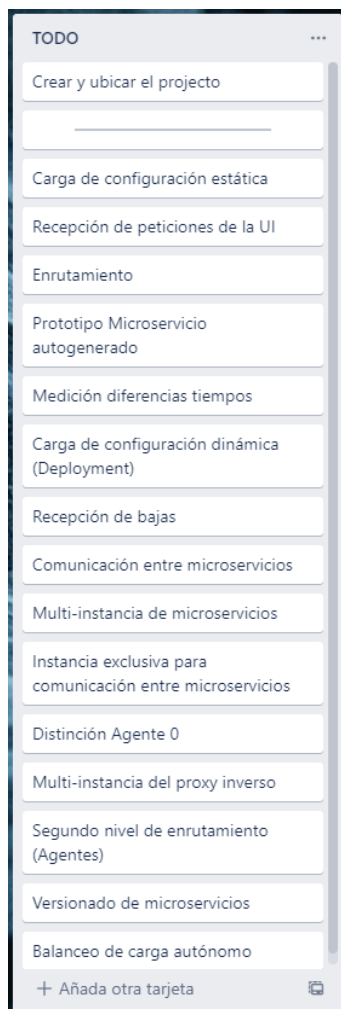 TODO
Crear y ubicar el projecto
Carga de configuración estática
Recepción de peticiones de la UI
Enrutamiento
Prototipo Microservicio
autogenerado
Medición diferencias tiempos
Carga de configuración dinámica
(Deployment)
Recepción de bajas
Comunicación entre microservicios
Multi-instancia de microservicios
Instancia exclusiva para
comunicación entre microservicios
Distinción Agente 0
Multi-instancia del proxy inverso
Segundo nivel de enrutamiento
(Agentes)
Versionado de microservicios
Balanceo de carga autónomo
+ Añada otra tarjeta